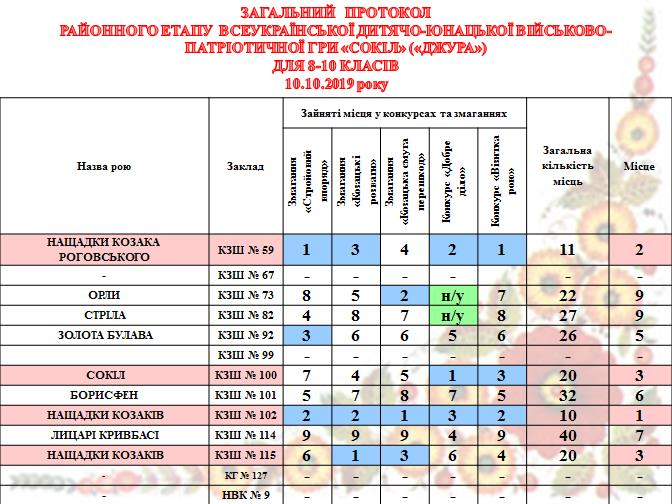 ЗАГАЛЬНИЙ ПРОТОКОЛ
РАЙОННОГО ЕТАПУ ВСЕУКРАЇНСЬКОЇ ДИТЯЧО-ЮНАЦЬКОЇ ВІЙСЬКОВО-
ПАТРІОТИЧНОЇ ГРИ «СОКІЛ» («ДЖУРА»)
ДЛЯ 8-10 КЛАСІВ
10.10.2019 року
Назва рою
Заклад
Зайняті місця у конкурсах та змаганнях
Змагання
«Стройовий
впоряд»
Змагання
«Козацькі
розваги»
Змагання
«Козацька смуга
перешкод»
Конкурс «Добре
діло»
Конкурс «Візитка
рою»
Загальна
кількість
місць
Місце
НАЩАДКИ КОЗАКА
РОГОВСЬКОГО
КЗШ № 59 1 3 4 2 1 11 2
- КЗШ № 67 - - - - - - -
ОРЛИ КЗШ № 73 8 5 2 н/у 7 22 9
СТРІЛА КЗШ № 82 4 8 7 н/у 8 27 9
ЗОЛОТА БУЛАВА КЗШ № 92 3 6 6 5 6 26 5
КЗШ № 99 - - - - - - -
СОКІЛ КЗШ № 100 7 4 5 1 3 20 3
БОРИСФЕН КЗШ № 101 5 7 8 7 5 32 6
НАЩАДКИ КОЗАКІВ КЗШ № 102 2 2 1 3 2 10 1
ЛИЦАРІ КРИВБАСІ КЗШ № 114 9 9 9 4 9 40 7
НАЩАДКИ КОЗАКІВ КЗШ № 115 6 1 3 6 4 20 3
- КГ № 127 - - - - - - -
- НВК № 9 - - - - - - -